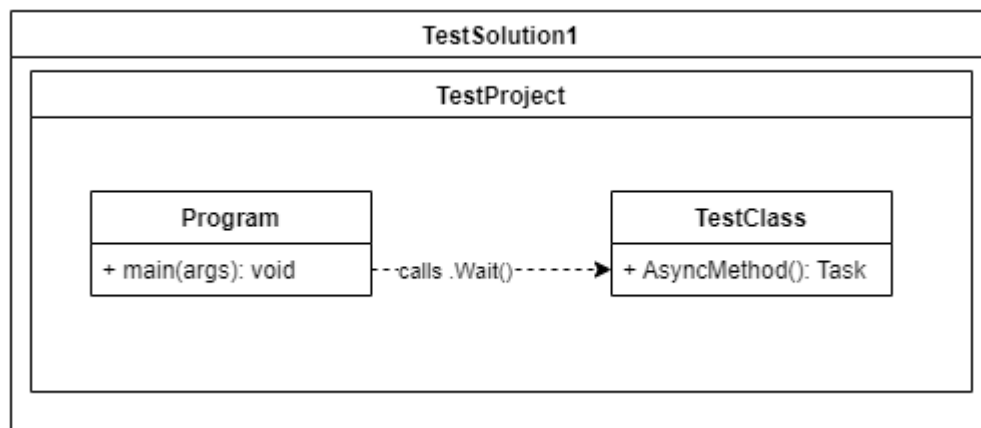 TestSolution1
TestProject
Program
TestClass
+ main(args): void
calls .Wait()
+ AsyncMethod(): Task